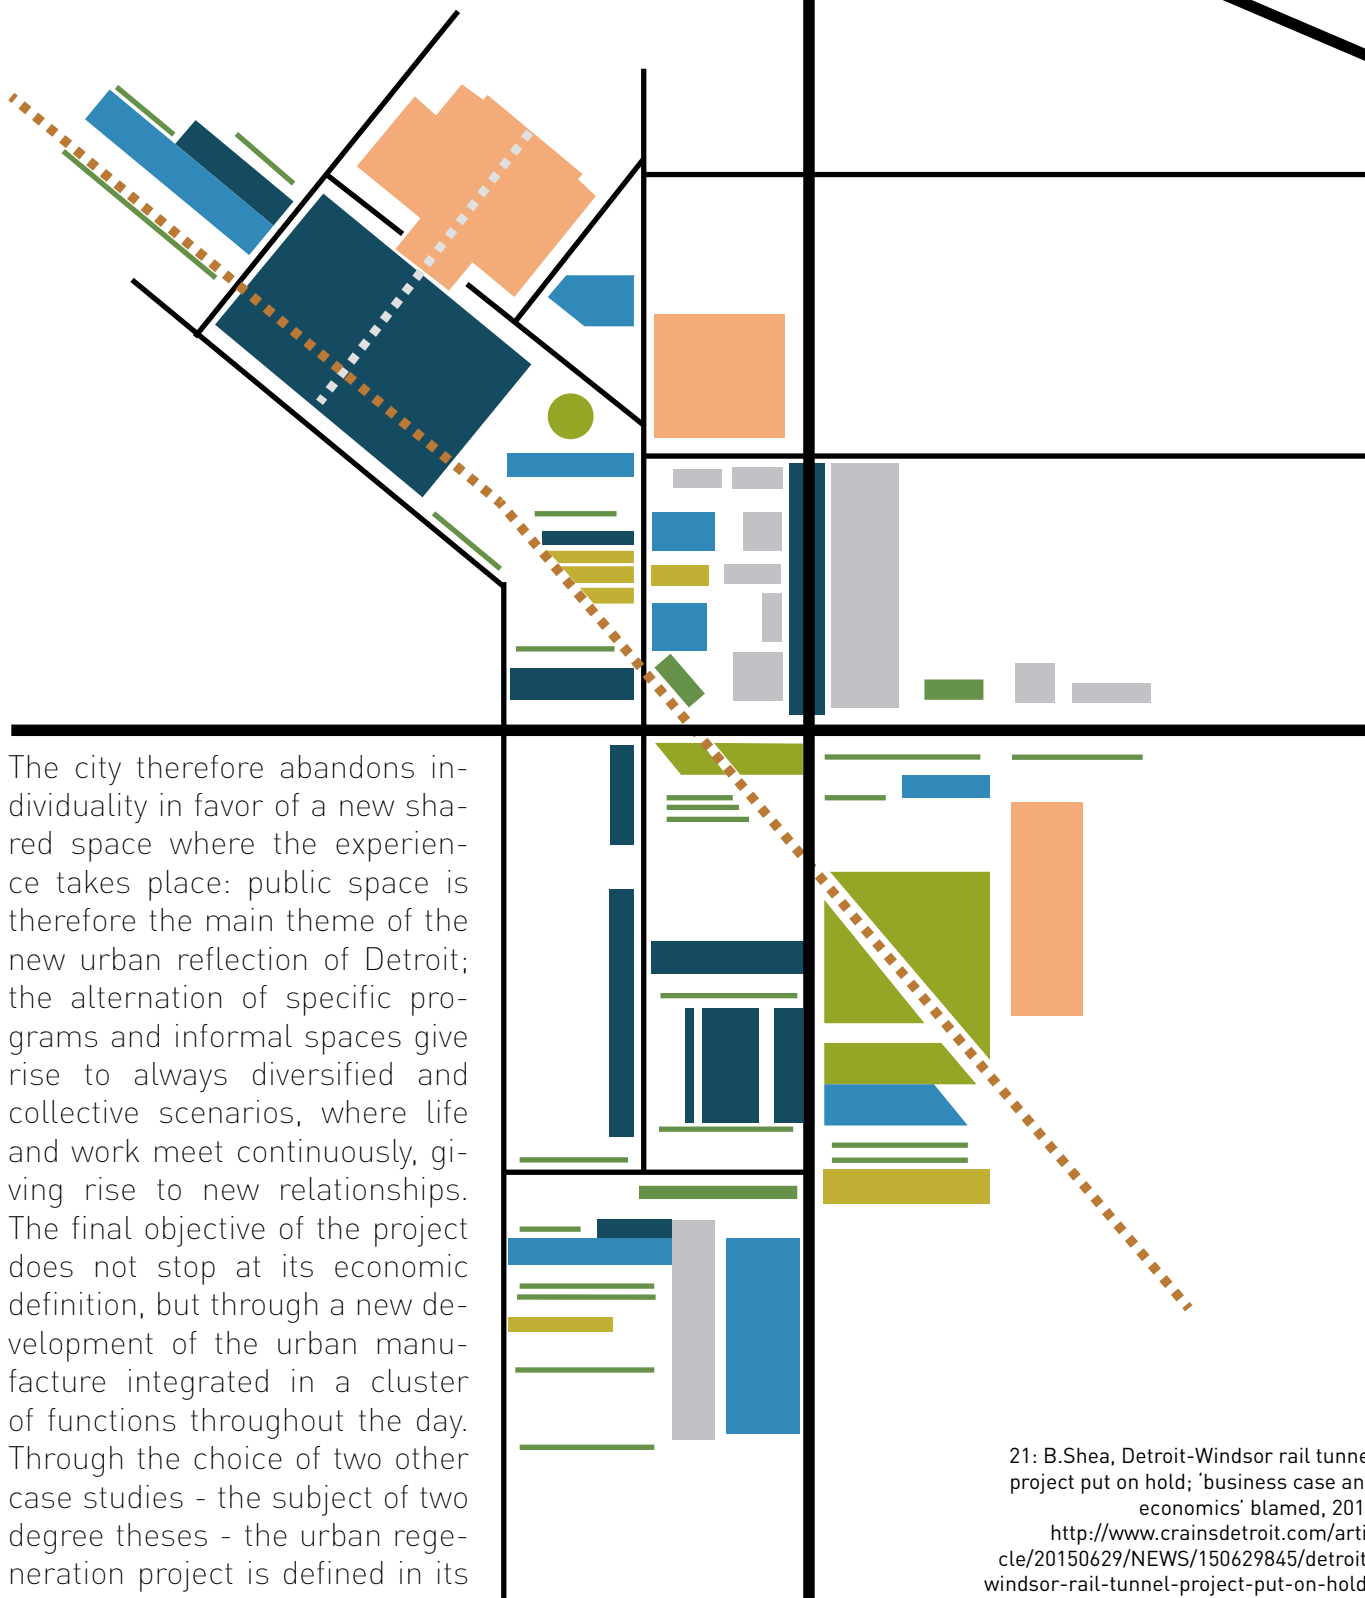 The city therefore abandons in-
dividuality in favor of a new sha-
red space where the experien-
ce takes place: public space is
therefore the main theme of the
new urban reflection of Detroit;
the alternation of specific pro-
grams and informal spaces give
rise to always diversified and
collective scenarios, where life
and work meet continuously, gi-
ving rise to new relationships.
The final objective of the project
does not stop at its economic
definition, but through a new de-
velopment of the urban manu-
facture integrated in a cluster
of functions throughout the day.
Through the choice of two other
case studies - the subject of two
degree theses - the urban rege-
neration project is defined in its
21: B.Shea, Detroit-Windsor rail tunne
project put on hold; ‘business case an
economics’ blamed, 201
http://www.crainsdetroit.com/arti
cle/20150629/NEWS/150629845/detroit
windsor-rail-tunnel-project-put-on-hold